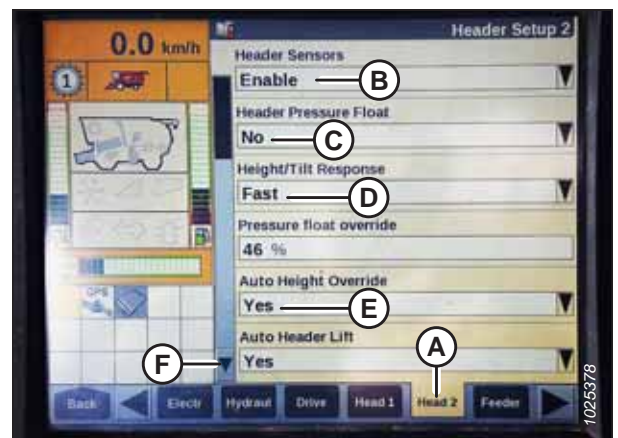 0.0 km/h
Header Setup 2
1
Header Sensors
Enable
B
Header Pressure Float
No
C
Height/Tilt Response
Fast
D
Pressure float override
46 %
Auto Height Override
Yes
E
GPS
Auto Header Lift
Yes
F
A
Back
Electr
Hydraul
Drive
Head 1
Head 2
Feeder
1025378